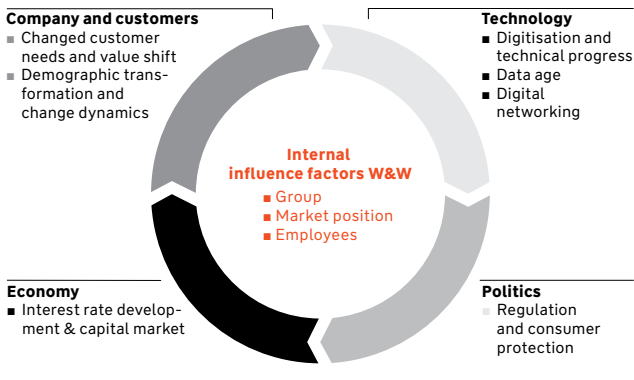 Company and customers
■ Changed customer
needs and value shift
■ Demographic trans-
formation and
change dynamics
Technology
■ Digitisation and
technical progress
■ Data age
■ Digital
networking
Internal
influence factors W&W
■ Group
■ Market position
■ Employees
Economy
■ Interest rate develop-
ment & capital market
Politics
■ Regulation
and consumer
protection